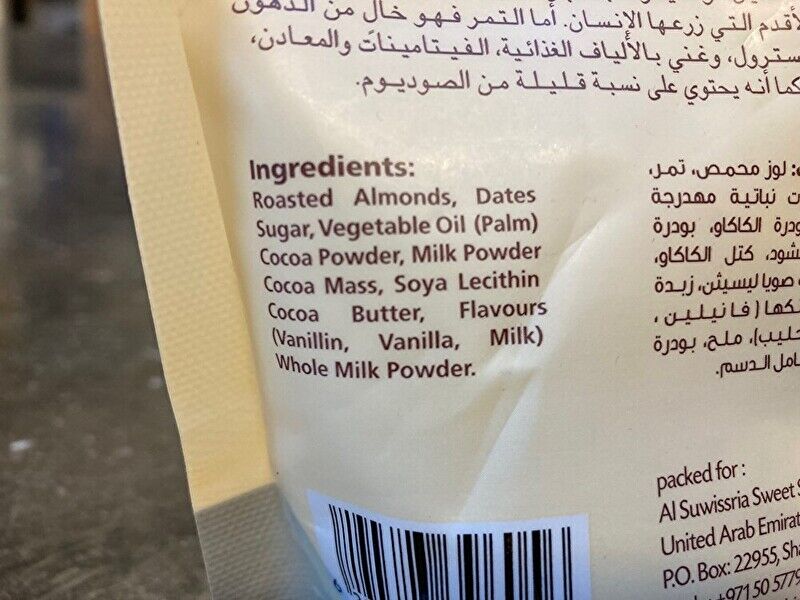 لأقدم التي زرعها الإنسان. أما التمر فهو خال من الدهون
سترول، وغني بالألياف الغذائية، الفيتامينات والمعادن،
كما أنه يحتوي على نسبة قليلة من الصوديوم.
Ingredients:
Roasted Almonds, Dates
Sugar, Vegetable Oil (Palm)
Cocoa Powder, Milk Powder
Cocoa Mass, Soya Lecithin
Cocoa Butter, Flavours
(Vanillin, Vanilla, Milk)
Whole Milk Powder.
لوز محمص، تمر،
نباتية مهدرجة
الكاكاو، بودرة
كتل الكاكاو،
صويا ليسيثن، زبدة
(فانيلين،
ملح، بودرة
الدسم.
packed for :
Al Suwissria Sweet
United Arab
P.O. Box: 22955,